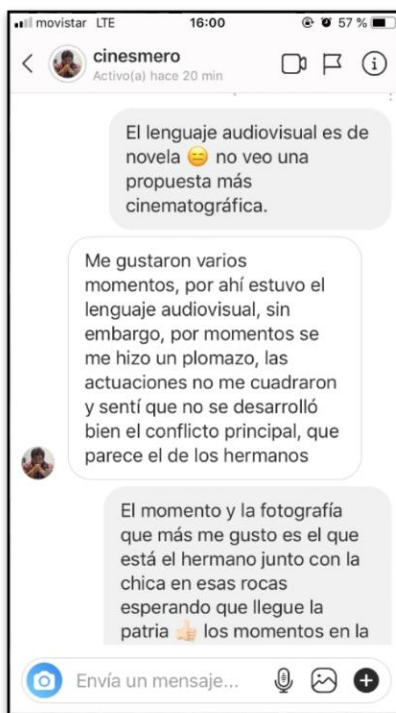 movistar LTE 16:00 57 %
cinesmero
Activo(a) hace 20 min
El lenguaje audiovisual es de
novela 😑 no veo una
propuesta más
cinematográfica.
Me gustaron varios
momentos, por ahí estuvo el
lenguaje audiovisual, sin
embargo, por momentos se
me hizo un plomazo, las
actuaciones no me cuadraron
y sentí que no se desarrolló
bien el conflicto principal, que
parece el de los hermanos
El momento y la fotografía
que más me gusto es el que
está el hermano junto con la
chica en esas rocas
esperando que llegue la
patria 👍🏻 los momentos en la
Envía un mensaje...